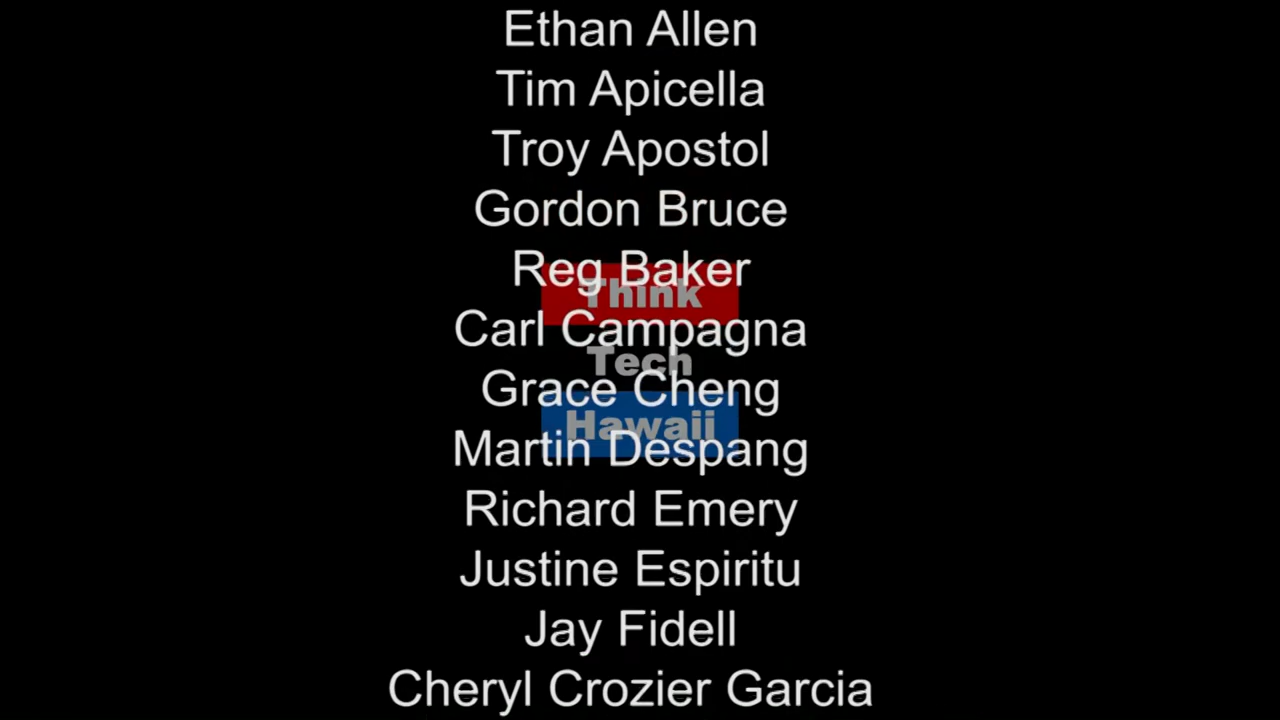 Ethan Allen
Tim Apicella
Troy Apostol
Gordon Bruce
Reg Baker
Think
Carl Campagna
Tech
Grace Cheng
Hawaii
Martin Despang
Richard Emery
Justine Espiritu
Jay Fidell
Cheryl Crozier Garcia